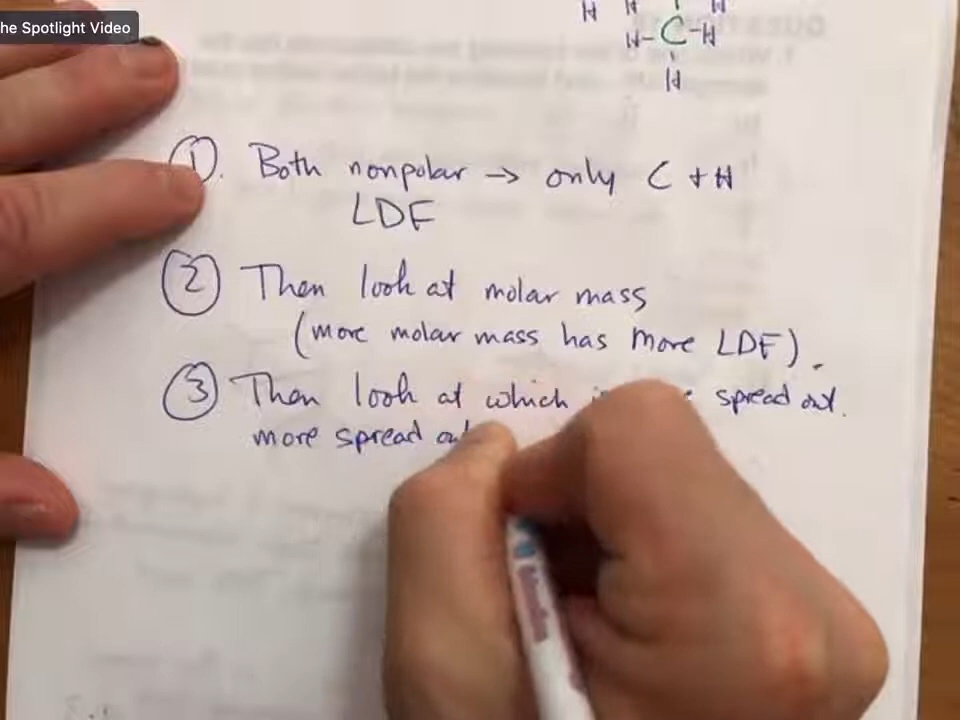 he Spotlight Video
H H H
H-C-H
H
1. Both nonpolar → only C + H
LDF
2 Then look at molar mass
(more molar mass has more LDF).
3 Then look at which spread out.
more spread